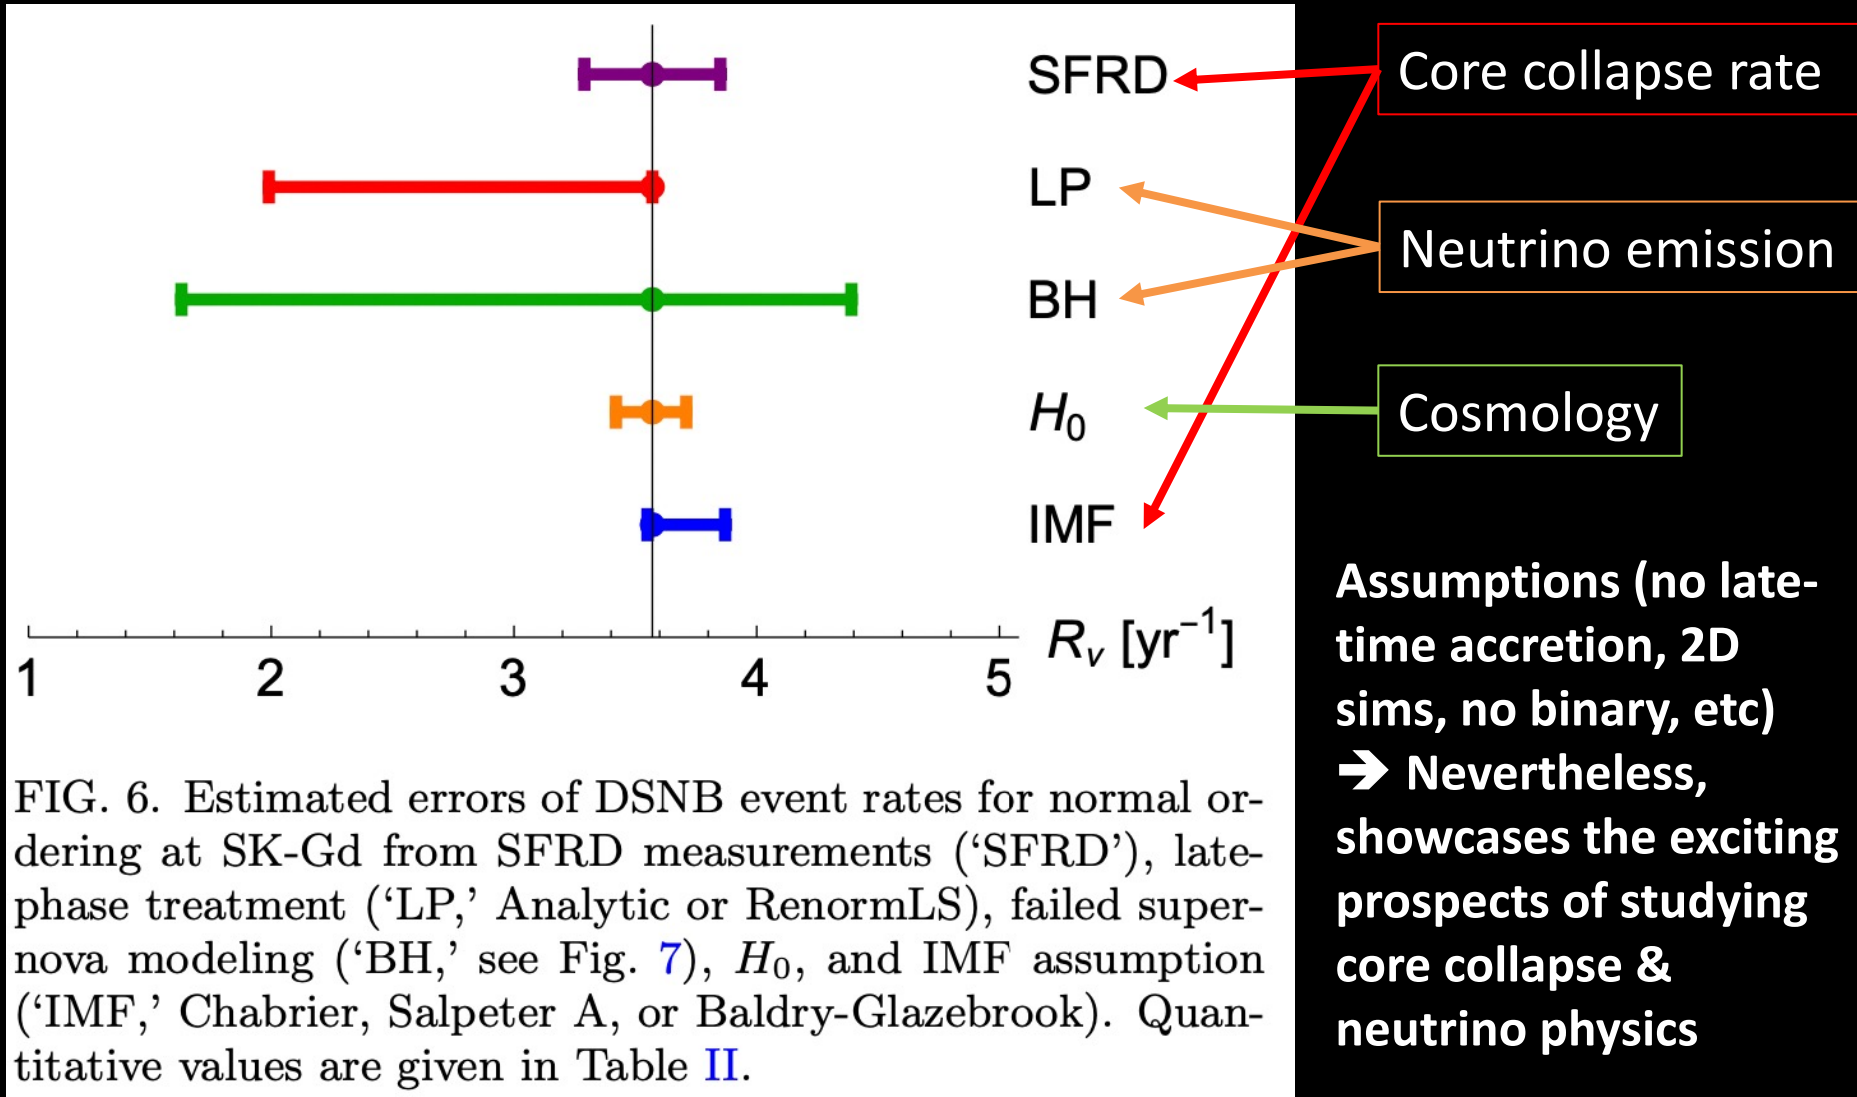 SFRD
LP
BH
H₀
IMF
Rᵥ [yr⁻¹]
1 2 3 4 5
FIG. 6. Estimated errors of DSNB event rates for normal or-
dering at SK-Gd from SFRD measurements (‘SFRD’), late-
phase treatment (‘LP,’ Analytic or RenormLS), failed super-
nova modeling (‘BH,’ see Fig. 7), H₀, and IMF assumption
(‘IMF,’ Chabrier, Salpeter A, or Baldry-Glazebrook). Quan-
titative values are given in Table II.
Core collapse rate
Neutrino emission
Cosmology
Assumptions (no late-
time accretion, 2D
sims, no binary, etc)
➔ Nevertheless,
showcases the exciting
prospects of studying
core collapse &
neutrino physics